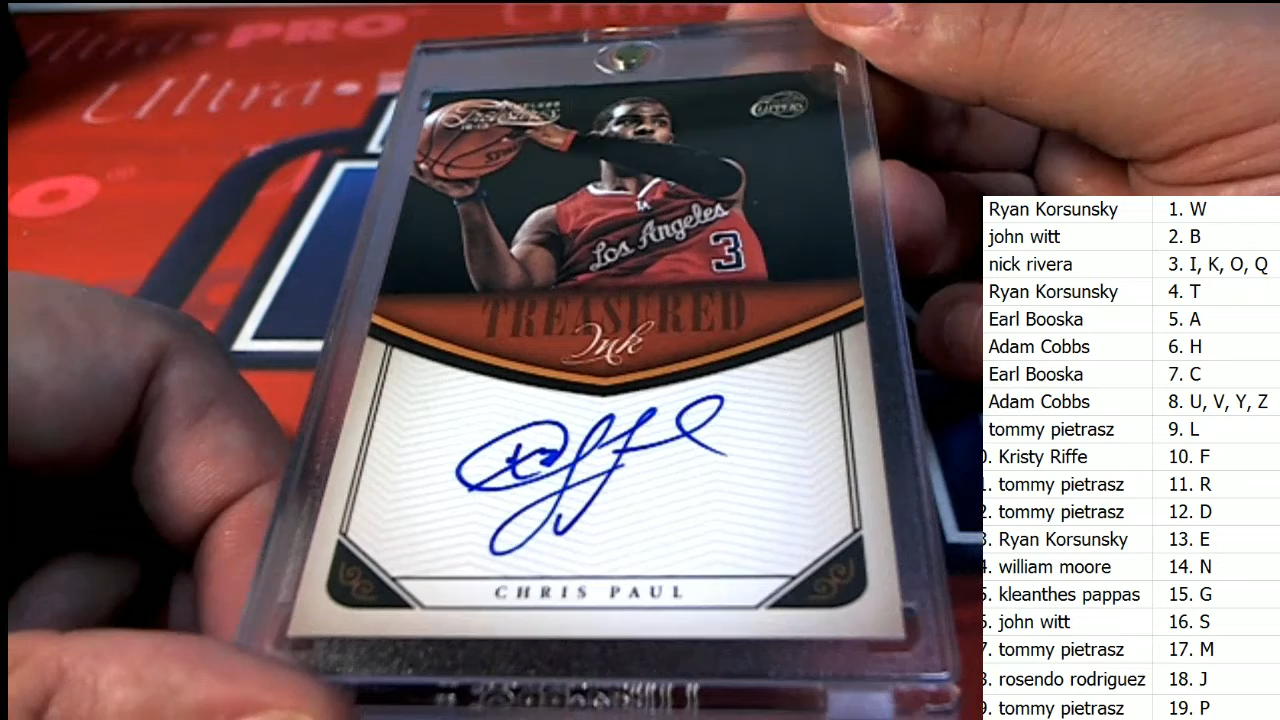 Ultra•PRO®
Ultra•
PRO®
TIMELESS
Treasures
CLIPPERS
Los Angeles
3
TREASURED
Ink
CHRIS PAUL
Ryan Korsunsky 1. W
john witt 2. B
nick rivera 3. I, K, O, Q
Ryan Korsunsky 4. T
Earl Booska 5. A
Adam Cobbs 6. H
Earl Booska 7. C
Adam Cobbs 8. U, V, Y, Z
tommy pietrasz 9. L
Kristy Riffe 10. F
tommy pietrasz 11. R
tommy pietrasz 12. D
Ryan Korsunsky 13. E
william moore 14. N
kleanthes pappas 15. G
john witt 16. S
tommy pietrasz 17. M
rosendo rodriguez 18. J
tommy pietrasz 19. P